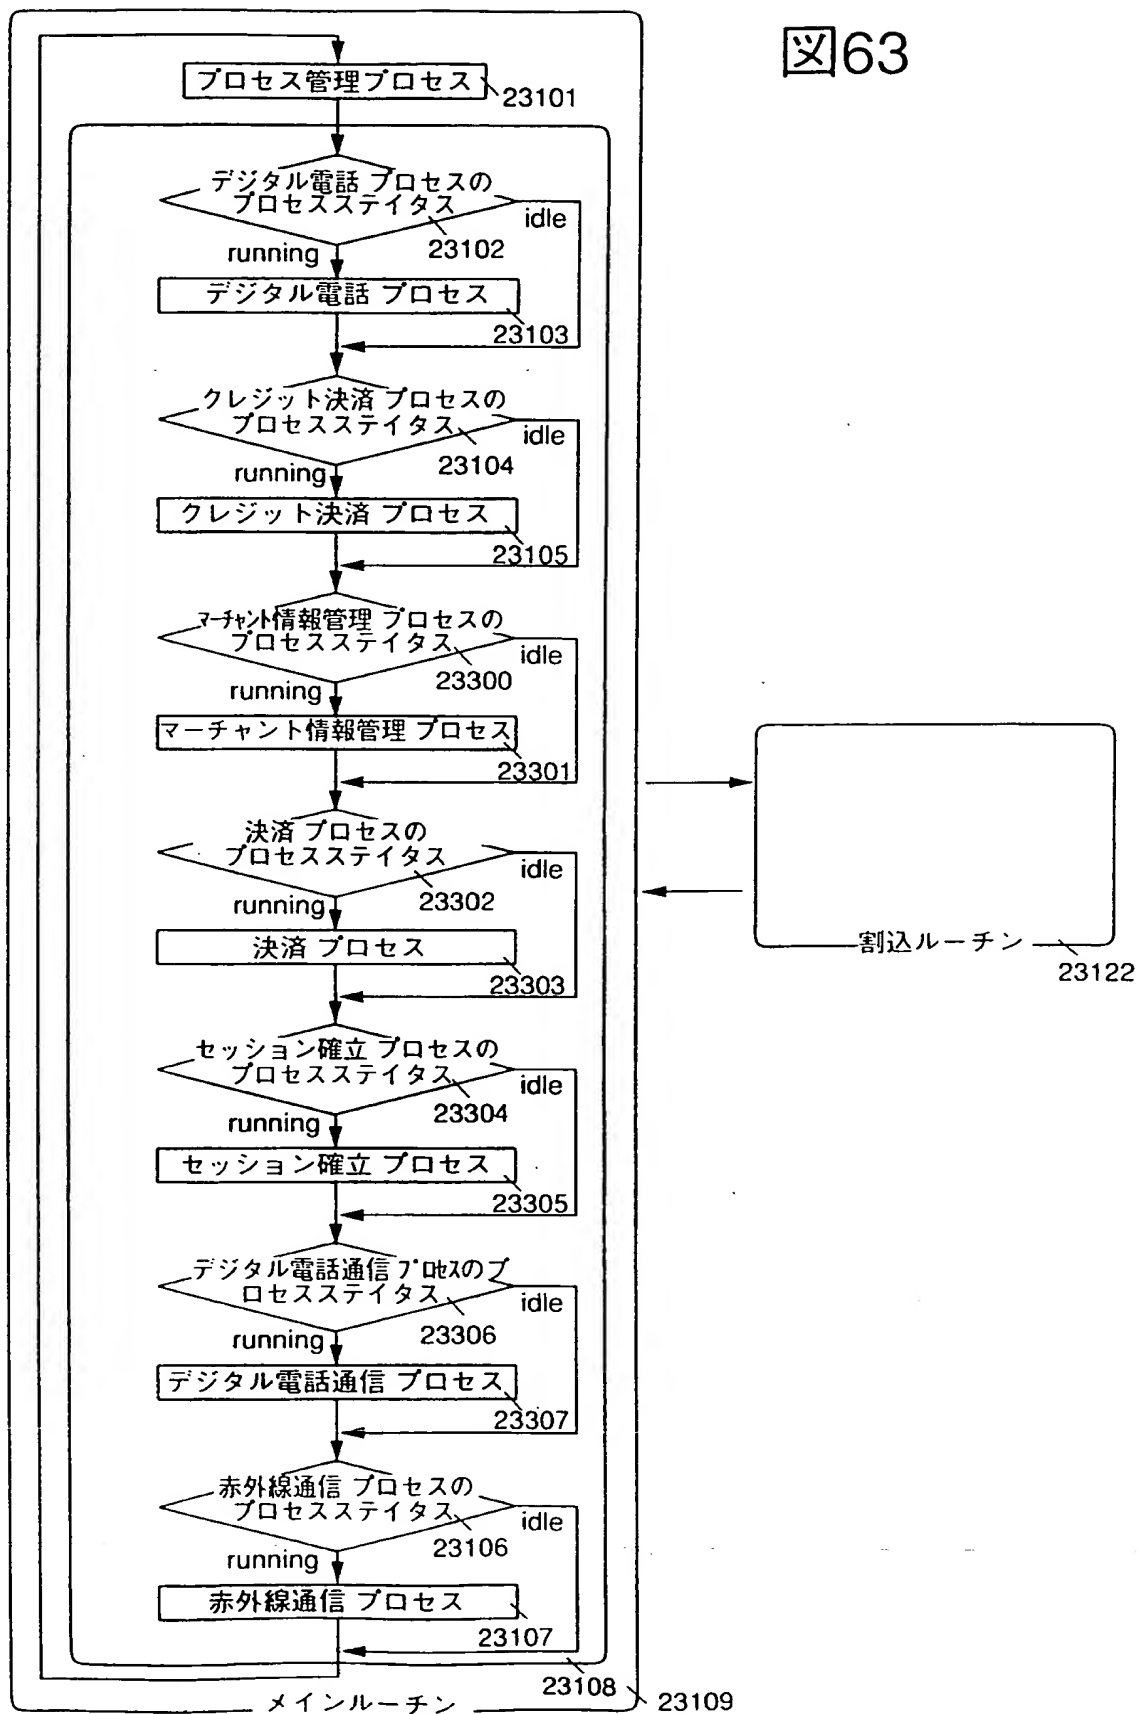 図63
プロセス管理プロセス
23101
デジタル電話 プロセスの
プロセスステイタス
23102
idle
running
デジタル電話 プロセス
23103
クレジット決済 プロセスの
プロセスステイタス
23104
idle
running
クレジット決済 プロセス
23105
マーチャント情報管理 プロセスの
プロセスステイタス
23300
idle
running
マーチャント情報管理 プロセス
23301
決済 プロセスの
プロセスステイタス
23302
idle
running
決済 プロセス
23303
セッション確立 プロセスの
プロセスステイタス
23304
idle
running
セッション確立 プロセス
23305
デジタル電話通信 プロセスのプ
ロセスステイタス
23306
idle
running
デジタル電話通信 プロセス
23307
赤外線通信 プロセスの
プロセスステイタス
23106
idle
running
赤外線通信 プロセス
23107
23108
メインルーチン
23109
割込ルーチン
23122